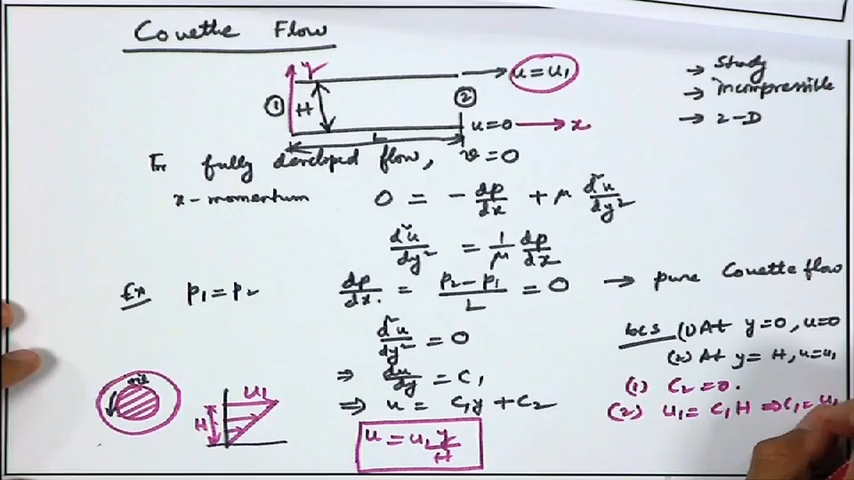 Couette Flow
Y u = u₁ → Steady
① H ② → incompressible
u=0 x → 2-D
L
For fully developed flow, v = 0
x-momentum 0 = - dp/dx + μ d²u/dy²
d²u/dy² = 1/μ dp/dx
Ex p₁ = p₂ dp/dx = (p₂ - p₁)/L = 0 → pure Couette flow
d²u/dy² = 0 bcs (1) At y=0, u=0
(2) At y=H, u=u₁
⇒ du/dy = C₁ (1) C₂ = 0.
⇒ u = C₁y + C₂ (2) u₁ = C₁H ⇒ C₁ = u₁
oil u₁
H
u = u₁ y/H